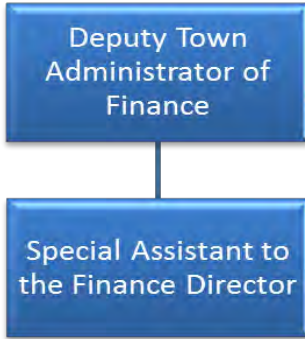 Deputy Town
Administrator of
Finance
Special Assistant to
the Finance Director